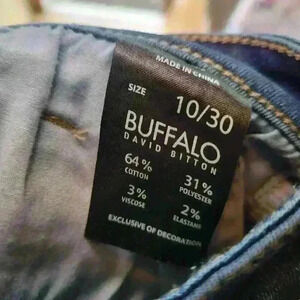 MADE IN CHINA
SIZE 10/30
BUFFALO
DAVID BITTON
64% 31%
COTTON POLYESTER
3% 2%
VISCOSE ELASTANE
EXCLUSIVE OF DECORATION